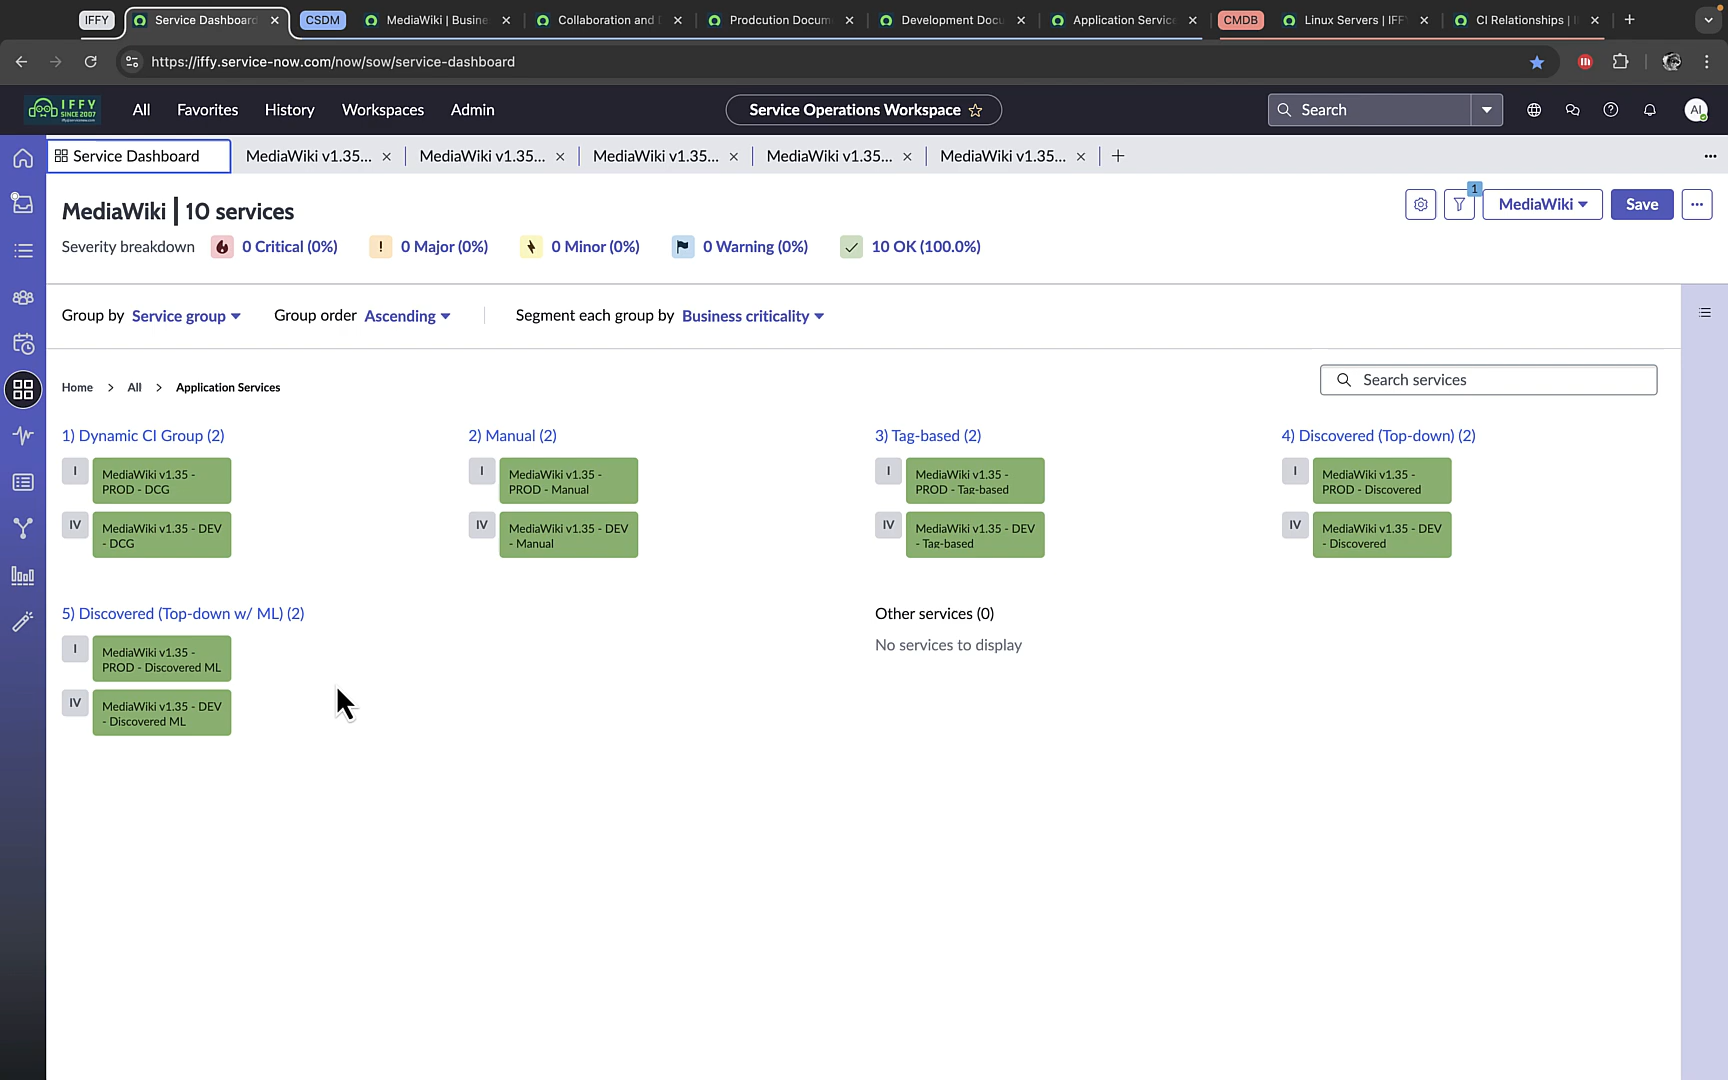 IFFY
Service Dashboard
CSDM
MediaWiki | Busine
Collaboration and
Prodcution Docum
Development Docu
Application Service
CMDB
Linux Servers | IFF
CI Relationships |
https://iffy.service-now.com/now/sow/service-dashboard
IFFY
SINCE 2007
All
Favorites
History
Workspaces
Admin
Service Operations Workspace
Search
AI
Service Dashboard
MediaWiki v1.35...
MediaWiki v1.35...
MediaWiki v1.35...
MediaWiki v1.35...
MediaWiki v1.35...
MediaWiki | 10 services
1
MediaWiki
Save
Severity breakdown
0 Critical (0%)
0 Major (0%)
0 Minor (0%)
0 Warning (0%)
10 OK (100.0%)
Group by Service group
Group order Ascending
Segment each group by Business criticality
Home > All > Application Services
Search services
1) Dynamic CI Group (2)
I
MediaWiki v1.35 -
PROD - DCG
IV
MediaWiki v1.35 - DEV
- DCG
2) Manual (2)
I
MediaWiki v1.35 -
PROD - Manual
IV
MediaWiki v1.35 - DEV
- Manual
3) Tag-based (2)
I
MediaWiki v1.35 -
PROD - Tag-based
IV
MediaWiki v1.35 - DEV
- Tag-based
4) Discovered (Top-down) (2)
I
MediaWiki v1.35 -
PROD - Discovered
IV
MediaWiki v1.35 - DEV
- Discovered
5) Discovered (Top-down w/ ML) (2)
I
MediaWiki v1.35 -
PROD - Discovered ML
IV
MediaWiki v1.35 - DEV
- Discovered ML
Other services (0)
No services to display